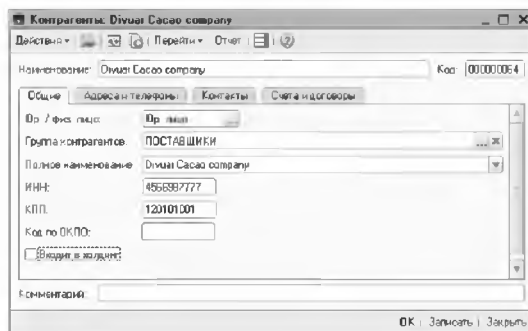 Контрагенты: Divuar Cacao company
Действия Перейти Отчет
Наименование: Divuar Cacao company Код: 000000064
Общие Адреса и телефоны Контакты Счета и договоры
Юр. / физ. лицо: Юр. лицо ...
Группа контрагентов: ПОСТАВЩИКИ ... x
Полное наименование: Divuar Cacao company
ИНН: 4566987777
КПП: 120101001
Код по ОКПО:
Входит в холдинг
Комментарий:
OK Записать Закрыть